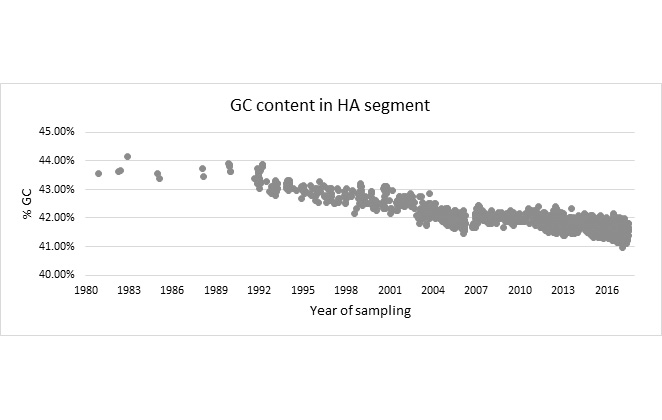 GC content in HA segment
45.00%
44.00%
43.00%
42.00%
41.00%
40.00%
% GC
1980 1983 1986 1989 1992 1995 1998 2001 2004 2007 2010 2013 2016
Year of sampling